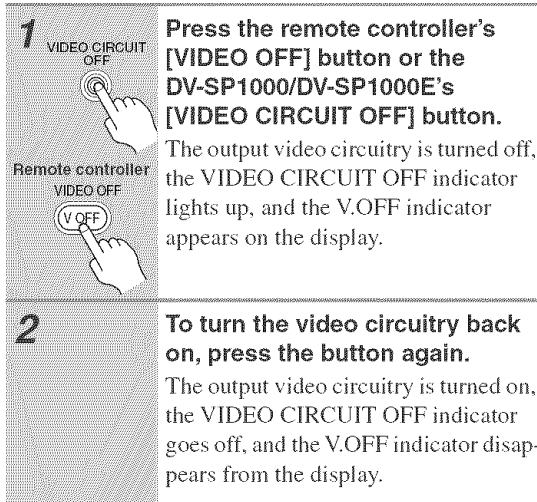 1
VIDEO CIRCUIT
OFF
Remote controller
VIDEO OFF
V OFF
Press the remote controller's
[VIDEO OFF] button or the
DV-SP1000/DV-SP1000E's
[VIDEO CIRCUIT OFF] button.
The output video circuitry is turned off,
the VIDEO CIRCUIT OFF indicator
lights up, and the V.OFF indicator
appears on the display.
2
To turn the video circuitry back
on, press the button again.
The output video circuitry is turned on,
the VIDEO CIRCUIT OFF indicator
goes off, and the V.OFF indicator disap-
pears from the display.